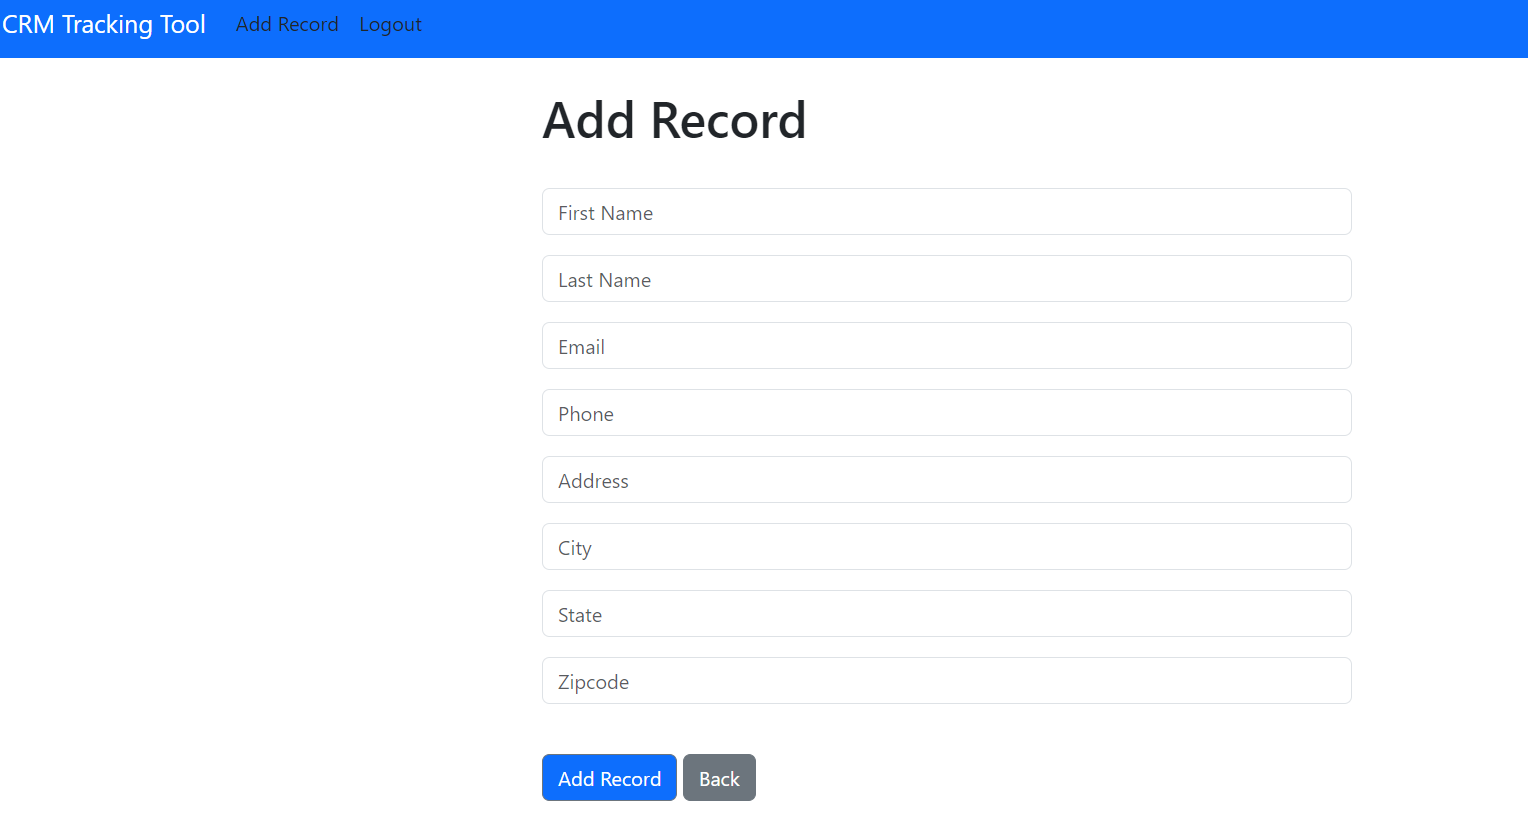 CRM Tracking Tool Add Record Logout
Add Record
First Name
Last Name
Email
Phone
Address
City
State
Zipcode
Add Record Back